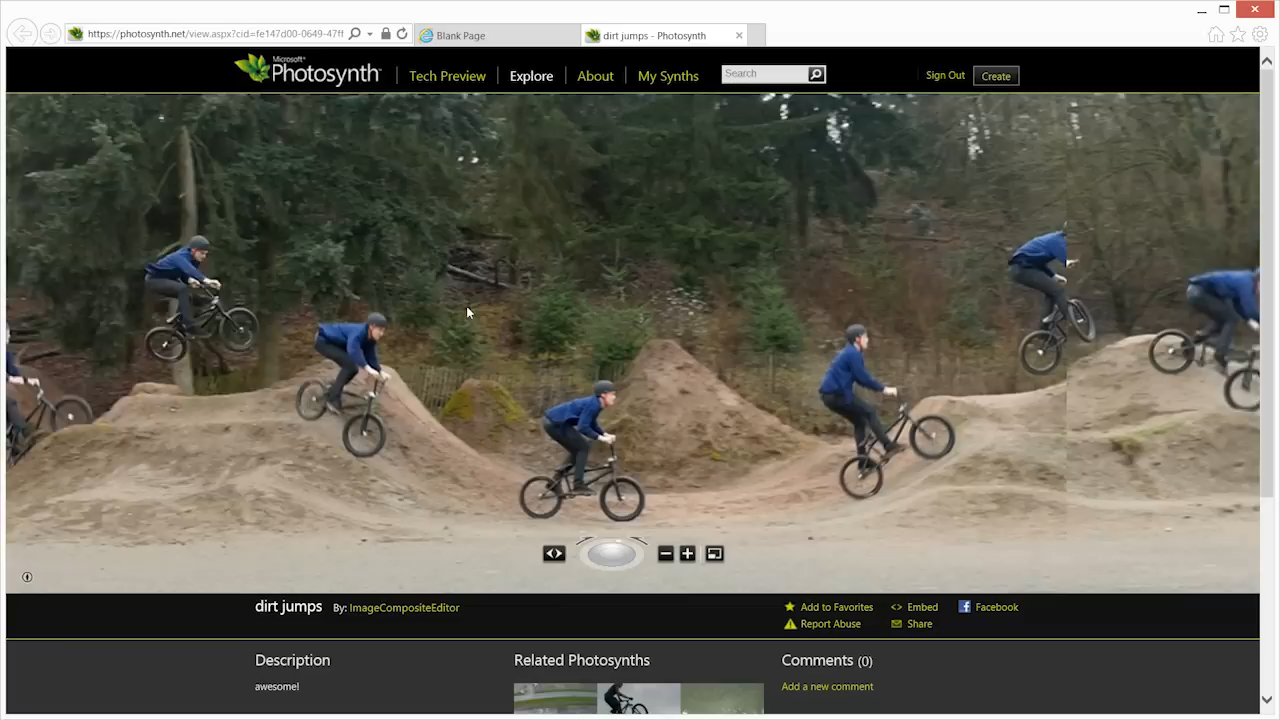 https://photosynth.net/view.aspx?cid=fe147d00-0649-47ff
Blank Page
dirt jumps - Photosynth
Microsoft®
Photosynth™
Tech Preview
Explore
About
My Synths
Search
Sign Out
Create
dirt jumps
By: ImageCompositeEditor
Add to Favorites
Embed
Facebook
Report Abuse
Share
Description
Related Photosynths
Comments (0)
awesome!
Add a new comment